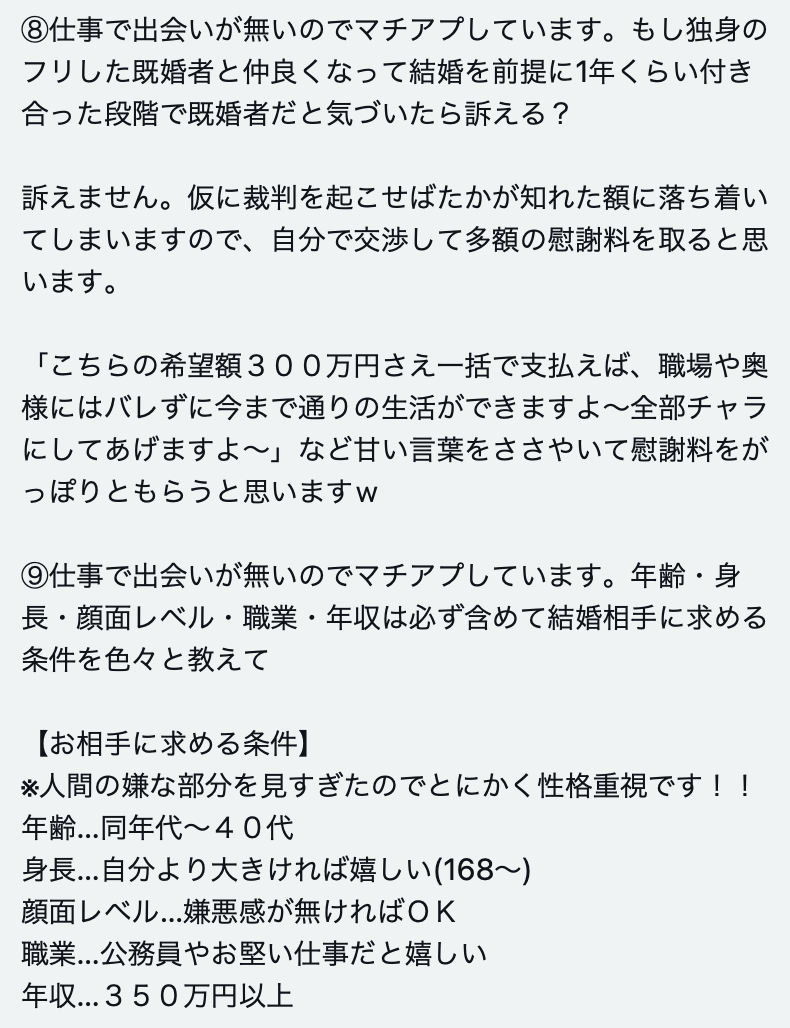 ⑧仕事で出会いが無いのでマチアプしています。もし独身の
フリした既婚者と仲良くなって結婚を前提に1年くらい付き
合った段階で既婚者だと気づいたら訴える？
訴えません。仮に裁判を起こせばたかが知れた額に落ち着い
てしまいますので、自分で交渉して多額の慰謝料を取ると思
います。
「こちらの希望額３００万円さえ一括で支払えば、職場や奥
様にはバレずに今まで通りの生活ができますよ〜全部チャラ
にしてあげますよ〜」など甘い言葉をささやいて慰謝料をが
っぽりともらうと思いますｗ
⑨仕事で出会いが無いのでマチアプしています。年齢・身
長・顔面レベル・職業・年収は必ず含めて結婚相手に求める
条件を色々と教えて
【お相手に求める条件】
※人間の嫌な部分を見すぎたのでとにかく性格重視です！！
年齢…同年代〜４０代
身長…自分より大きければ嬉しい(168〜)
顔面レベル…嫌悪感が無ければＯＫ
職業…公務員やお堅い仕事だと嬉しい
年収…３５０万円以上